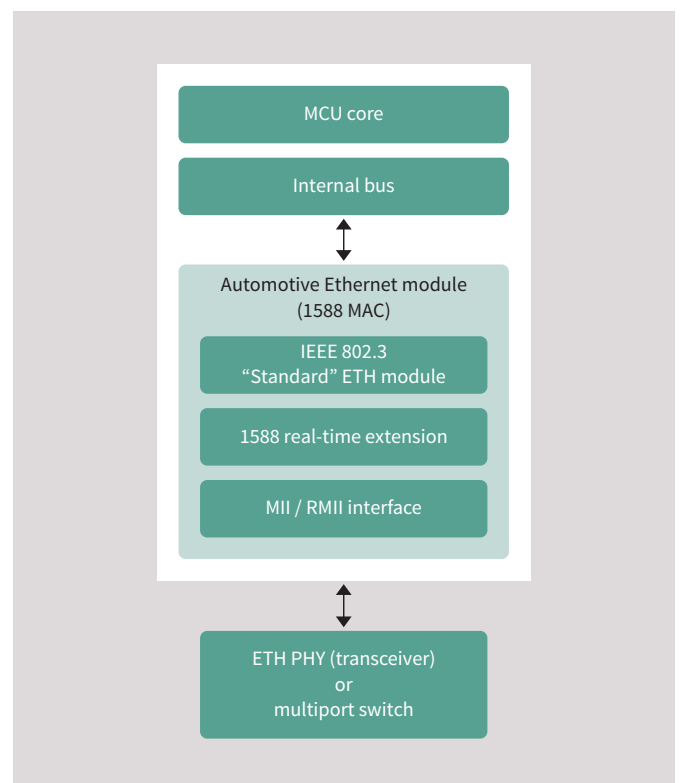 MCU core
Internal bus
Automotive Ethernet module
(1588 MAC)
IEEE 802.3
“Standard” ETH module
1588 real-time extension
MII / RMII interface
ETH PHY (transceiver)
or
multiport switch